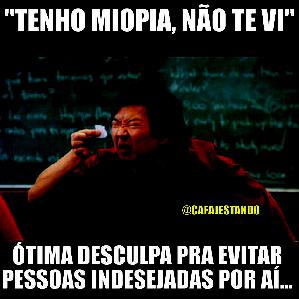 "TENHO MIOPIA, NÃO TE VI"
@CAFAJESTANDO
ÓTIMA DESCULPA PRA EVITAR
PESSOAS INDESEJADAS POR AÍ...